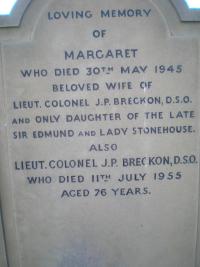 LOVING MEMORY
OF
MARGARET
WHO DIED 30TH MAY 1945
BELOVED WIFE OF
LIEUT. COLONEL J.P. BRECKON, D.S.O.
AND ONLY DAUGHTER OF THE LATE
SIR EDMUND AND LADY STONEHOUSE.
ALSO
LIEUT. COLONEL J.P. BRECKON, D.S.O.
WHO DIED 11TH JULY 1955
AGED 76 YEARS.